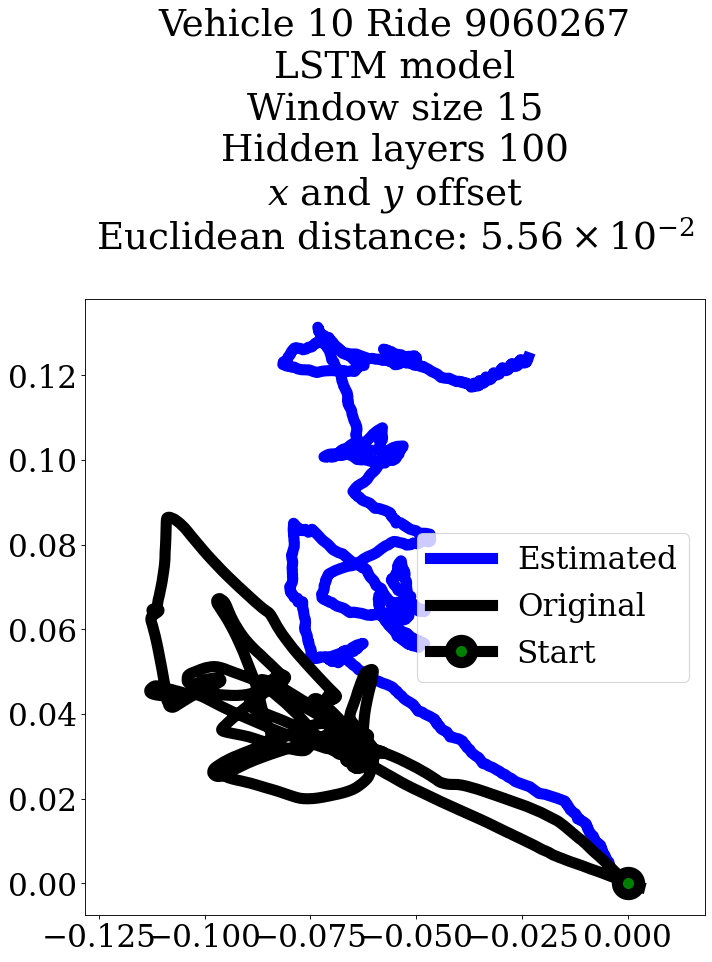 Vehicle 10 Ride 9060267
LSTM model
Window size 15
Hidden layers 100
x and y offset
Euclidean distance: 5.56 × 10⁻²
0.12
0.10
0.08
0.06
0.04
0.02
0.00
Estimated
Original
Start
−0.125 −0.100 −0.075 −0.050 −0.025 0.000